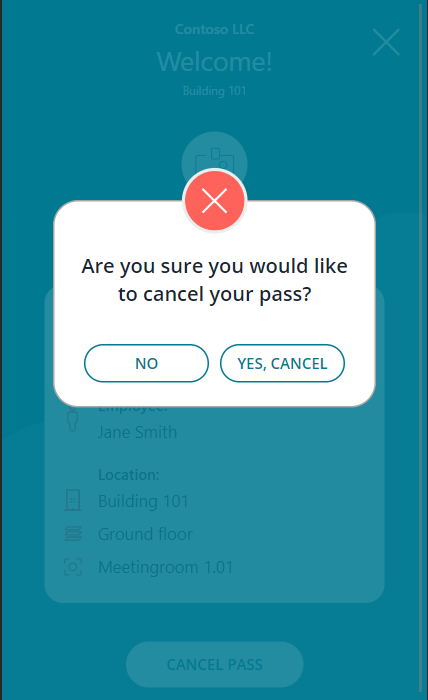 Contoso LLC
Welcome!
Building 101
Are you sure you would like
to cancel your pass?
NO
YES, CANCEL
Employee:
Jane Smith
Location:
Building 101
Ground floor
Meetingroom 1.01
CANCEL PASS